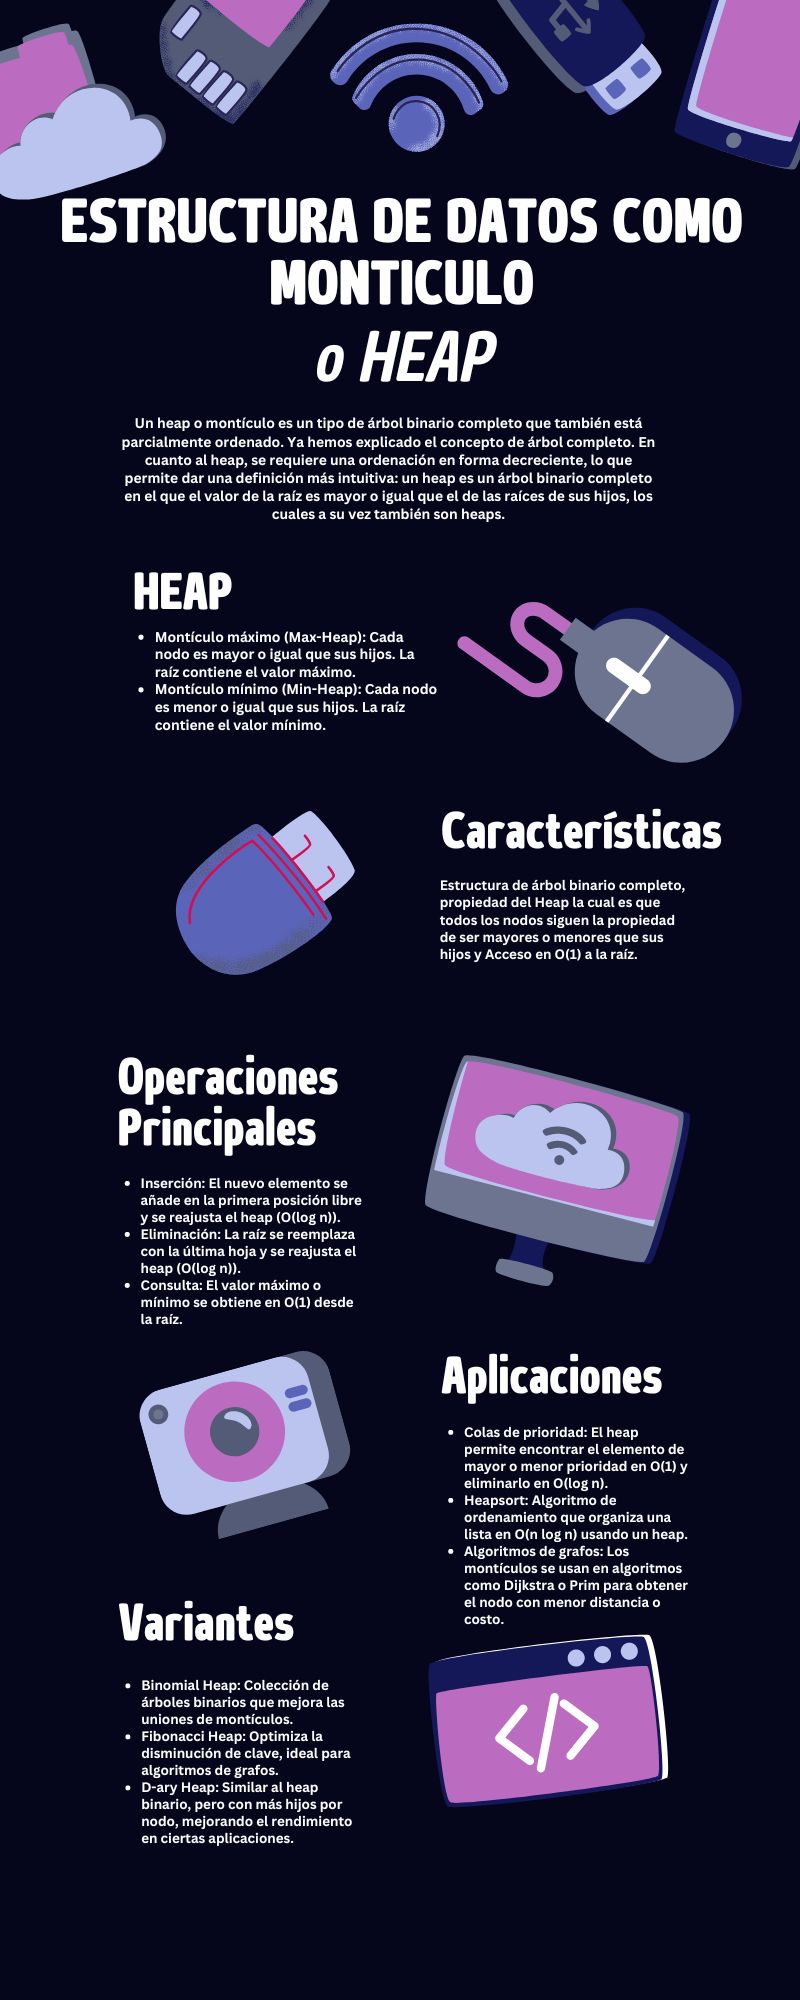 ESTRUCTURA DE DATOS COMO
MONTICULO
o HEAP
Un heap o montículo es un tipo de árbol binario completo que también está
parcialmente ordenado. Ya hemos explicado el concepto de árbol completo. En
cuanto al heap, se requiere una ordenación en forma decreciente, lo que
permite dar una definición más intuitiva: un heap es un árbol binario completo
en el que el valor de la raíz es mayor o igual que el de las raíces de sus hijos, los
cuales a su vez también son heaps.
HEAP
• Montículo máximo (Max-Heap): Cada
nodo es mayor o igual que sus hijos. La
raíz contiene el valor máximo.
• Montículo mínimo (Min-Heap): Cada nodo
es menor o igual que sus hijos. La raíz
contiene el valor mínimo.
Características
Estructura de árbol binario completo,
propiedad del Heap la cual es que
todos los nodos siguen la propiedad
de ser mayores o menores que sus
hijos y Acceso en O(1) a la raíz.
Operaciones
Principales
• Inserción: El nuevo elemento se
añade en la primera posición libre
y se reajusta el heap (O(log n)).
• Eliminación: La raíz se reemplaza
con la última hoja y se reajusta el
heap (O(log n)).
• Consulta: El valor máximo o
mínimo se obtiene en O(1) desde
la raíz.
Aplicaciones
• Colas de prioridad: El heap
permite encontrar el elemento de
mayor o menor prioridad en O(1) y
eliminarlo en O(log n).
• Heapsort: Algoritmo de
ordenamiento que organiza una
lista en O(n log n) usando un heap.
• Algoritmos de grafos: Los
montículos se usan en algoritmos
como Dijkstra o Prim para obtener
el nodo con menor distancia o
costo.
Variantes
• Binomial Heap: Colección de
árboles binarios que mejora las
uniones de montículos.
• Fibonacci Heap: Optimiza la
disminución de clave, ideal para
algoritmos de grafos.
• D-ary Heap: Similar al heap
binario, pero con más hijos por
nodo, mejorando el rendimiento
en ciertas aplicaciones.
</>